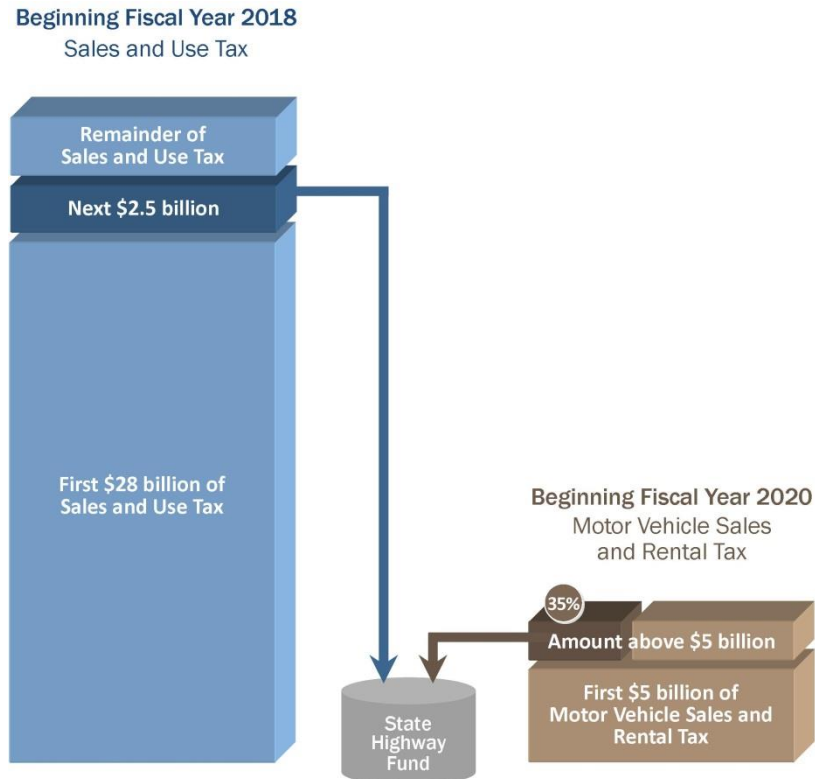 Beginning Fiscal Year 2018
Sales and Use Tax
Remainder of
Sales and Use Tax
Next $2.5 billion
First $28 billion of
Sales and Use Tax
Beginning Fiscal Year 2020
Motor Vehicle Sales
and Rental Tax
35%
Amount above $5 billion
First $5 billion of
Motor Vehicle Sales and
Rental Tax
State
Highway
Fund